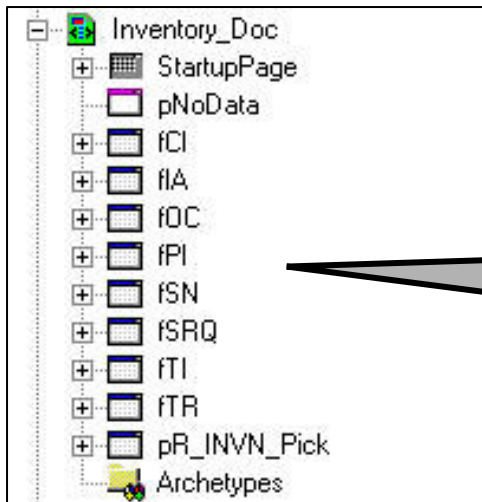 Inventory_Doc
StartupPage
pNoData
fCI
fIA
fOC
fPI
fSN
fSRQ
fTI
fTR
pR_INVN_Pick
Archetypes